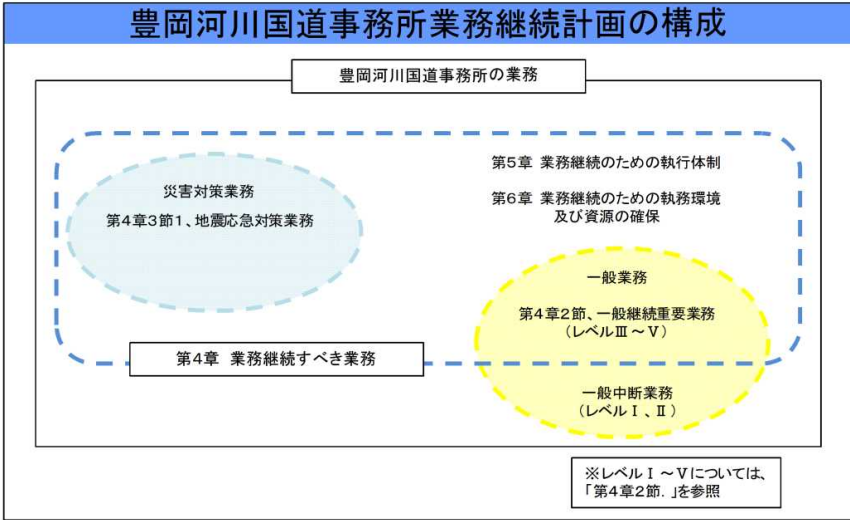 豊岡河川国道事務所業務継続計画の構成
豊岡河川国道事務所の業務
災害対策業務
第4章3節1、地震応急対策業務
第5章 業務継続のための執行体制
第6章 業務継続のための執務環境
及び資源の確保
一般業務
第4章2節、一般継続重要業務
(レベルⅢ~Ⅴ)
第4章 業務継続すべき業務
一般中断業務
(レベルⅠ、Ⅱ)
※レベルⅠ~Ⅴについては、
「第4章2節.」を参照